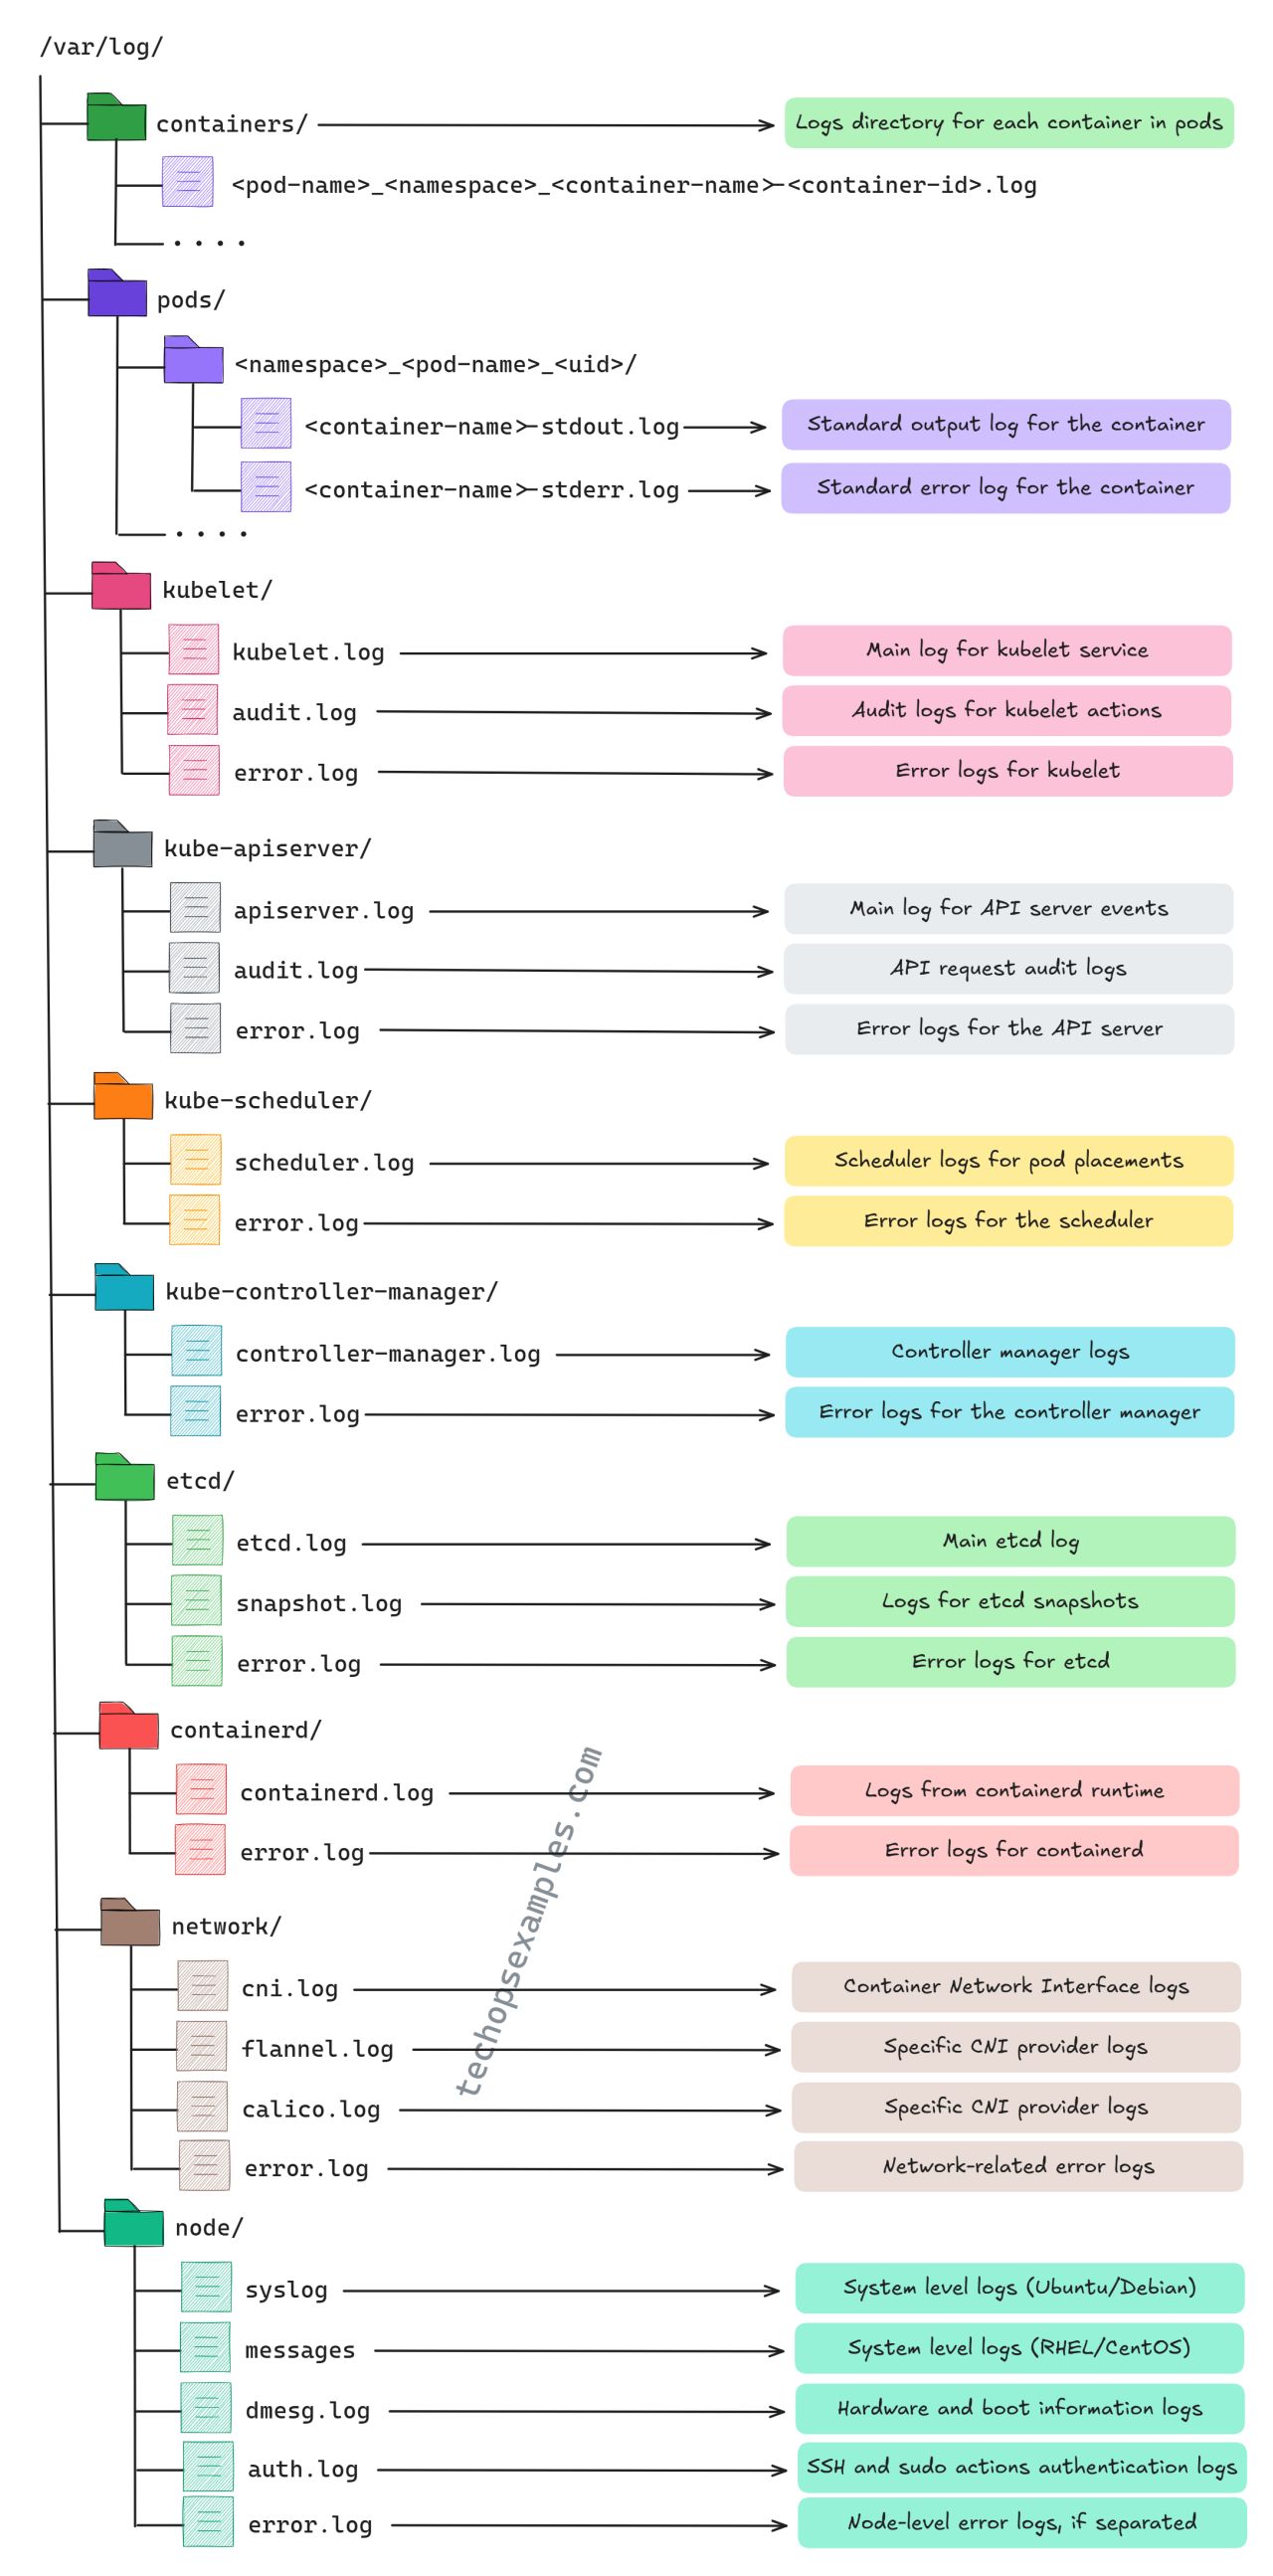 /var/log/
containers/ Logs directory for each container in pods
<pod-name>_<namespace>_<container-name>-<container-id>.log
....
pods/
<namespace>_<pod-name>_<uid>/
<container-name>-stdout.log Standard output log for the container
<container-name>-stderr.log Standard error log for the container
....
kubelet/
kubelet.log Main log for kubelet service
audit.log Audit logs for kubelet actions
error.log Error logs for kubelet
kube-apiserver/
apiserver.log Main log for API server events
audit.log API request audit logs
error.log Error logs for the API server
kube-scheduler/
scheduler.log Scheduler logs for pod placements
error.log Error logs for the scheduler
kube-controller-manager/
controller-manager.log Controller manager logs
error.log Error logs for the controller manager
etcd/
etcd.log Main etcd log
snapshot.log Logs for etcd snapshots
error.log Error logs for etcd
containerd/
containerd.log Logs from containerd runtime
error.log Error logs for containerd
techopsexamples.com
network/
cni.log Container Network Interface logs
flannel.log Specific CNI provider logs
calico.log Specific CNI provider logs
error.log Network-related error logs
node/
syslog System level logs (Ubuntu/Debian)
messages System level logs (RHEL/CentOS)
dmesg.log Hardware and boot information logs
auth.log SSH and sudo actions authentication logs
error.log Node-level error logs, if separated